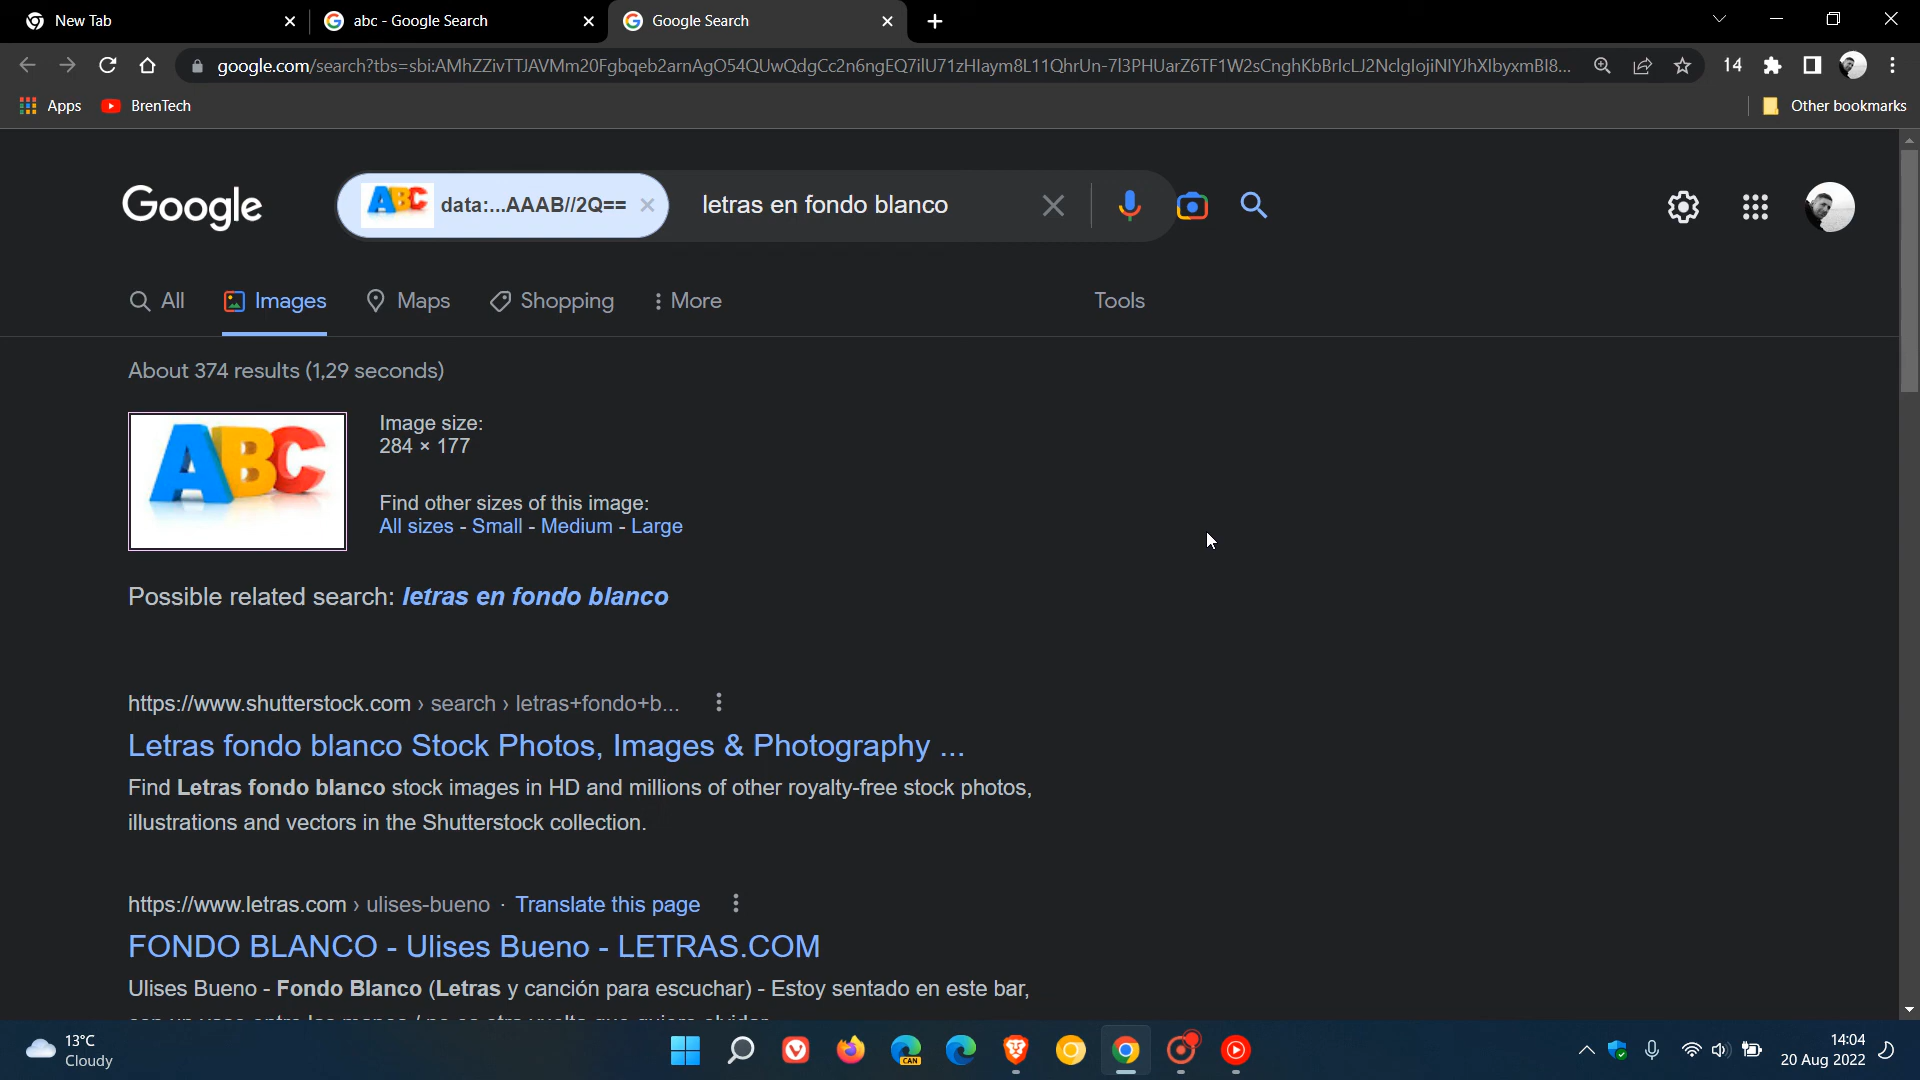 New Tab
abc - Google Search
Google Search
google.com/search?tbs=sbi:AMhZZivTTJAVMm20Fgbqeb2arnAgO54QUwQdgCc2n6ngEQ7ilU71zHIaym8L11QhrUn-7l3PHUarZ6TF1W2sCnghKbBrIcLJ2NclgIojiNIYJhXIbyxmBI8...
14
Apps
BrenTech
Other bookmarks
Google
ABC
data:...AAAB//2Q==
letras en fondo blanco
All
Images
Maps
Shopping
More
Tools
About 374 results (1,29 seconds)
ABC
Image size:
284 × 177
Find other sizes of this image:
All sizes - Small - Medium - Large
Possible related search: letras en fondo blanco
https://www.shutterstock.com › search › letras+fondo+b...
Letras fondo blanco Stock Photos, Images & Photography ...
Find Letras fondo blanco stock images in HD and millions of other royalty-free stock photos,
illustrations and vectors in the Shutterstock collection.
https://www.letras.com › ulises-bueno · Translate this page
FONDO BLANCO - Ulises Bueno - LETRAS.COM
Ulises Bueno - Fondo Blanco (Letras y canción para escuchar) - Estoy sentado en este bar,
13°C
Cloudy
CAN
14:04
20 Aug 2022